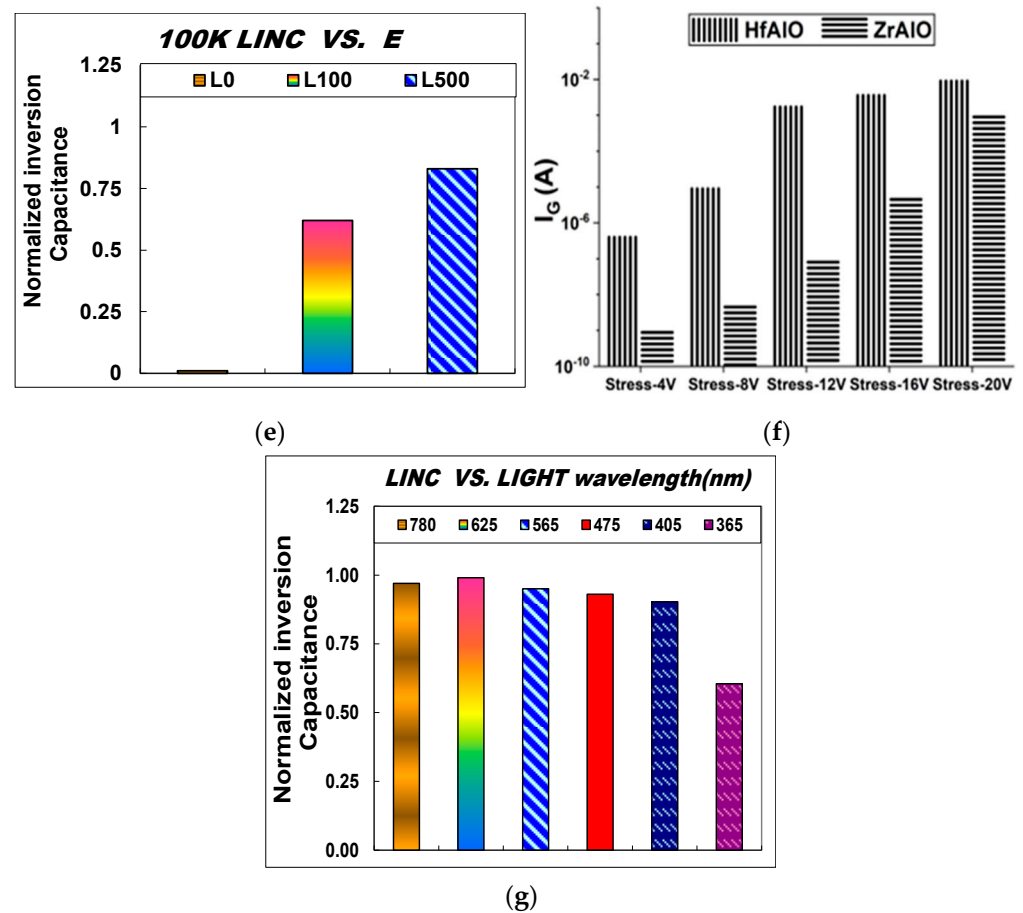 100K LINC VS. E
Normalized inversion
Capacitance
1.25
1
0.75
0.5
0.25
0
L0 L100 L500
(e)
HfAlO ZrAlO
I_G (A)
10^-2
10^-6
10^-10
Stress-4V Stress-8V Stress-12V Stress-16V Stress-20V
(f)
LINC VS. LIGHT wavelength(nm)
Normalized inversion
Capacitance
1.25
1.00
0.75
0.50
0.25
0.00
780 625 565 475 405 365
(g)